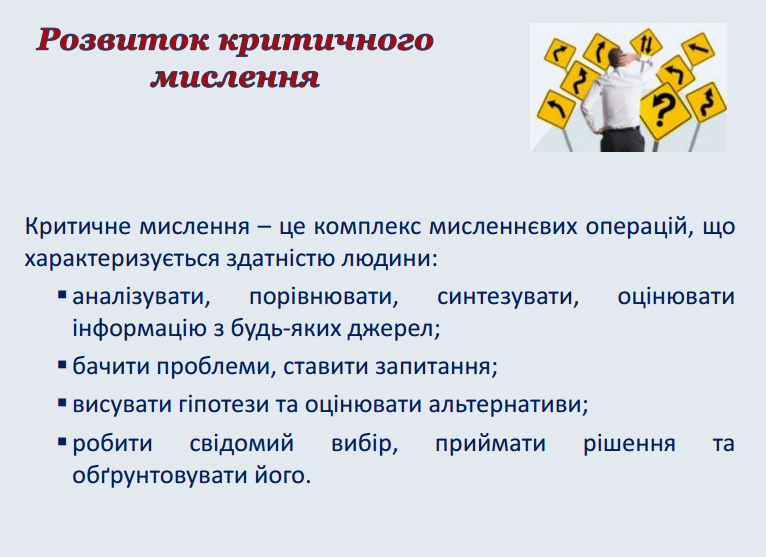 Розвиток критичного
мислення
Критичне мислення – це комплекс мисленнєвих операцій, що
характеризується здатністю людини:
▪ аналізувати, порівнювати, синтезувати, оцінювати
інформацію з будь-яких джерел;
▪ бачити проблеми, ставити запитання;
▪ висувати гіпотези та оцінювати альтернативи;
▪ робити свідомий вибір, приймати рішення та
обґрунтовувати його.